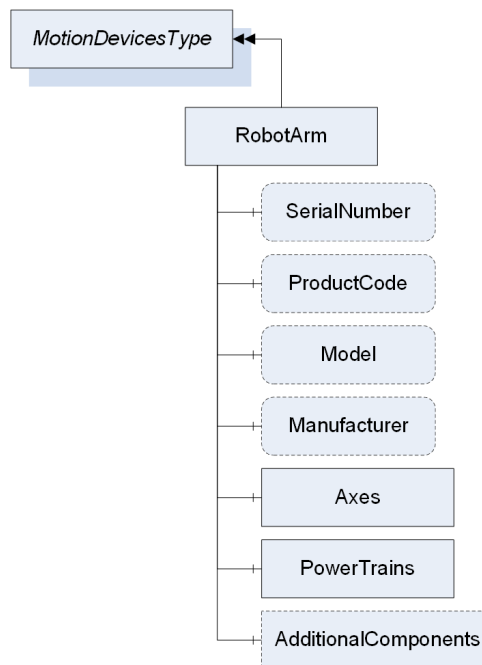 MotionDevicesType
RobotArm
SerialNumber
ProductCode
Model
Manufacturer
Axes
PowerTrains
AdditionalComponents